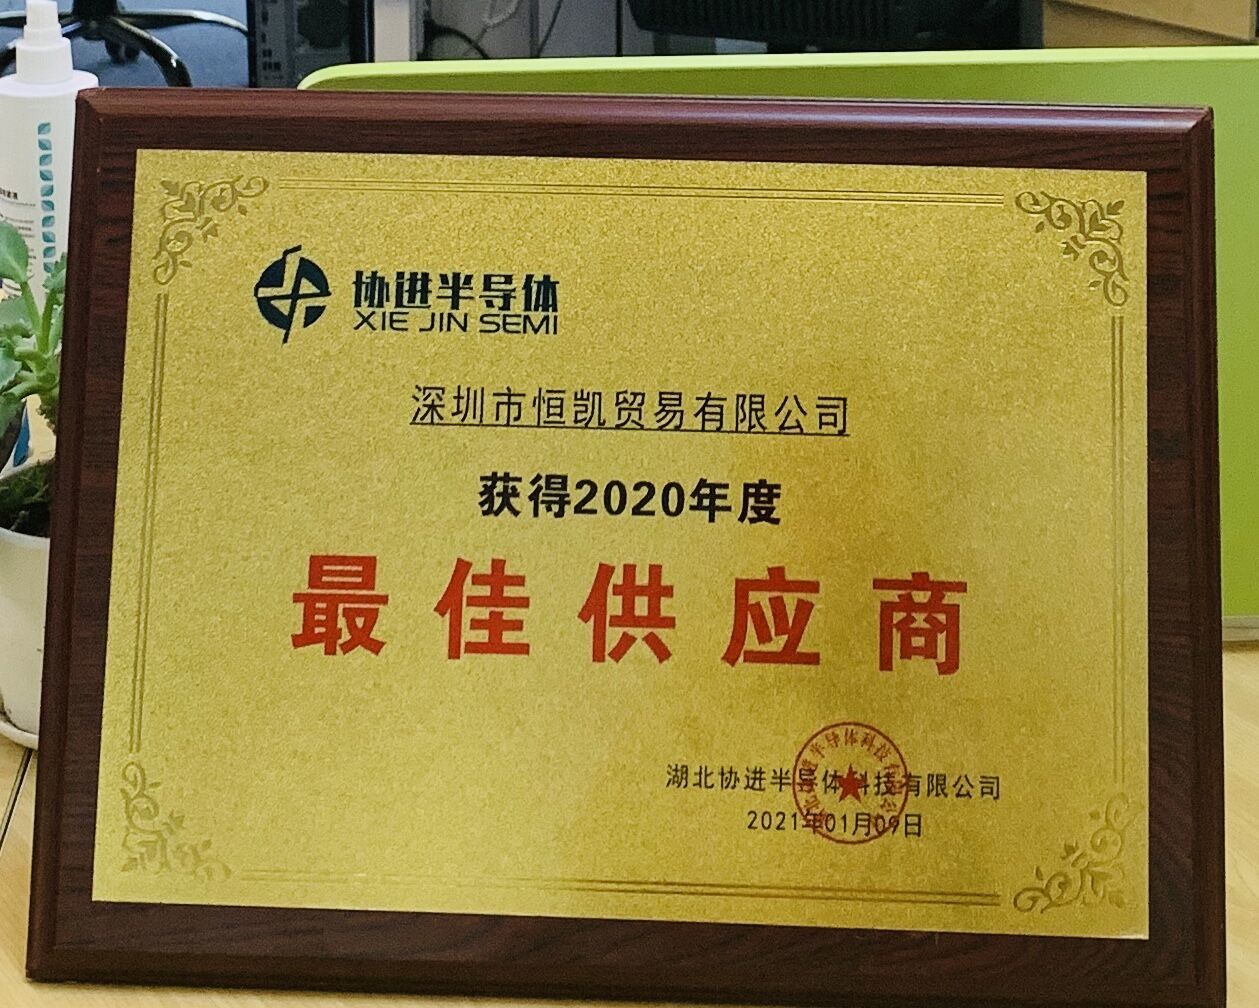 协进半导体
XIE JIN SEMI
深圳市恒凯贸易有限公司
获得2020年度
最佳供应商
湖北协进半导体科技有限公司
2021年01月09日